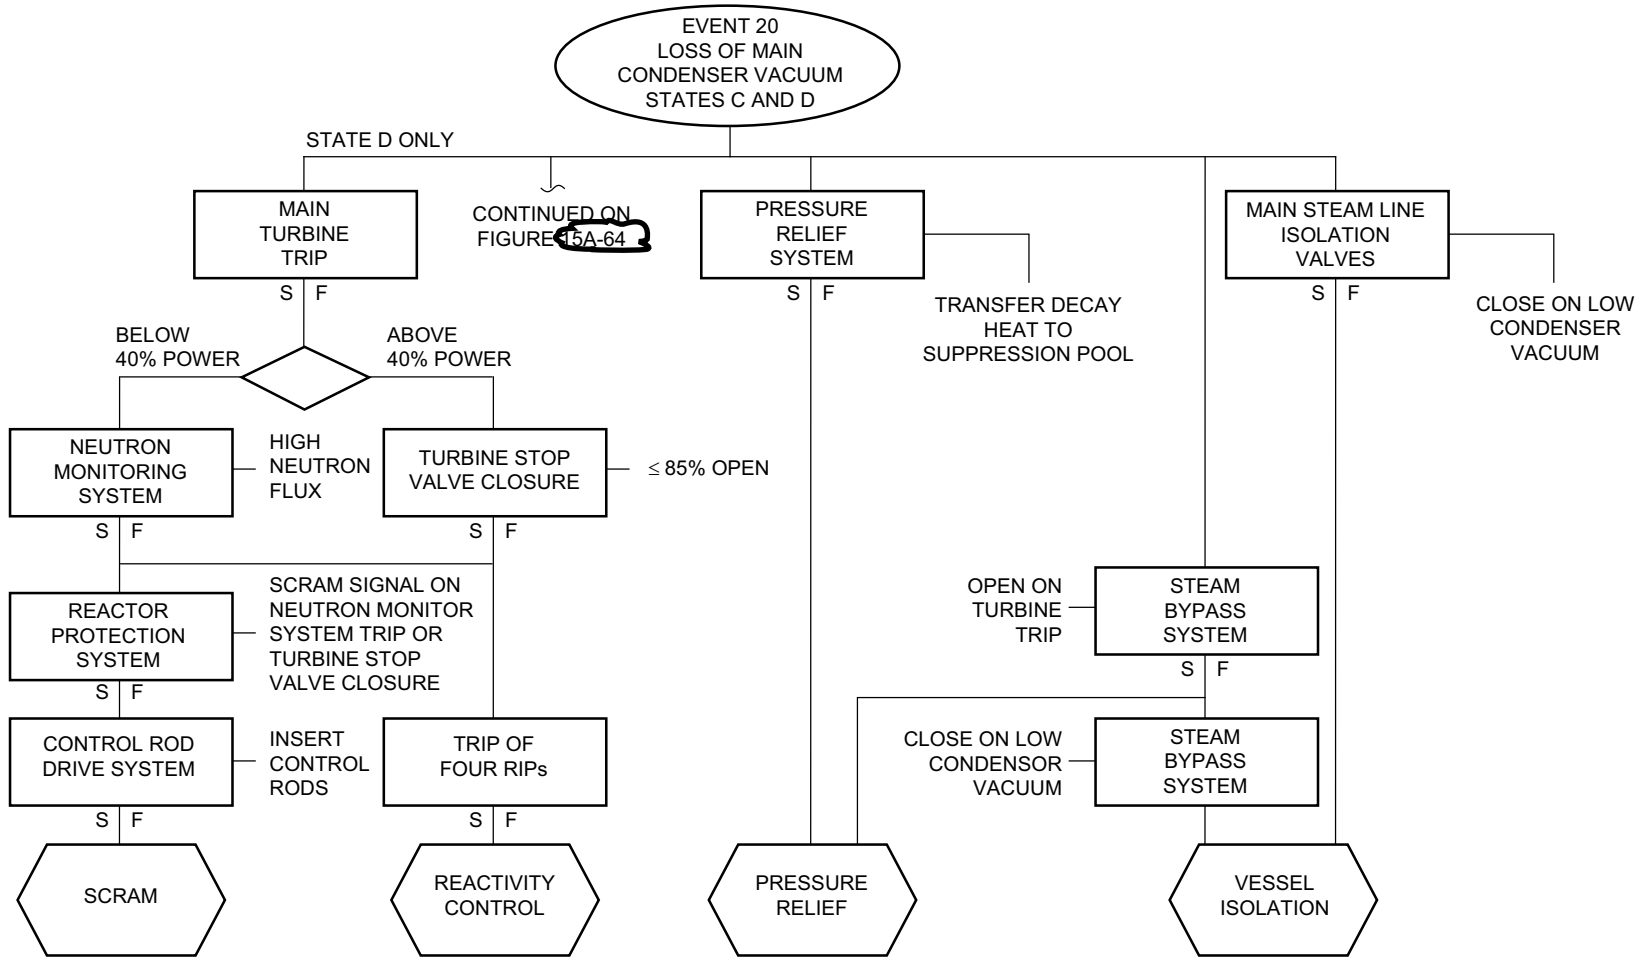 EVENT 20
LOSS OF MAIN
CONDENSER VACUUM
STATES C AND D
STATE D ONLY
MAIN
TURBINE
TRIP
S F
CONTINUED ON
FIGURE 15A-64
PRESSURE
RELIEF
SYSTEM
S F
TRANSFER DECAY
HEAT TO
SUPPRESSION POOL
MAIN STEAM LINE
ISOLATION
VALVES
S F
CLOSE ON LOW
CONDENSER
VACUUM
BELOW
40% POWER
ABOVE
40% POWER
NEUTRON
MONITORING
SYSTEM
S F
HIGH
NEUTRON
FLUX
TURBINE STOP
VALVE CLOSURE
S F
≤ 85% OPEN
REACTOR
PROTECTION
SYSTEM
S F
SCRAM SIGNAL ON
NEUTRON MONITOR
SYSTEM TRIP OR
TURBINE STOP
VALVE CLOSURE
OPEN ON
TURBINE
TRIP
STEAM
BYPASS
SYSTEM
S F
CONTROL ROD
DRIVE SYSTEM
S F
INSERT
CONTROL
RODS
TRIP OF
FOUR RIPs
S F
CLOSE ON LOW
CONDENSOR
VACUUM
STEAM
BYPASS
SYSTEM
SCRAM
REACTIVITY
CONTROL
PRESSURE
RELIEF
VESSEL
ISOLATION